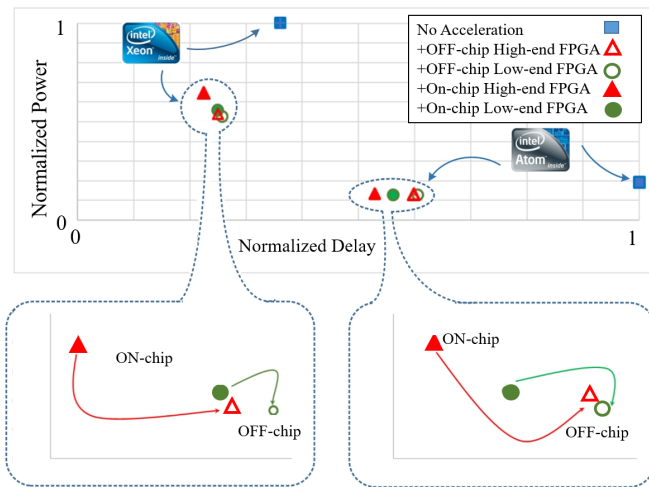 1
Normalized Power
0
0
Normalized Delay
1
intel
Xeon
inside
No Acceleration
+OFF-chip High-end FPGA
+OFF-chip Low-end FPGA
+On-chip High-end FPGA
+On-chip Low-end FPGA
intel
Atom
inside
ON-chip
OFF-chip
ON-chip
OFF-chip